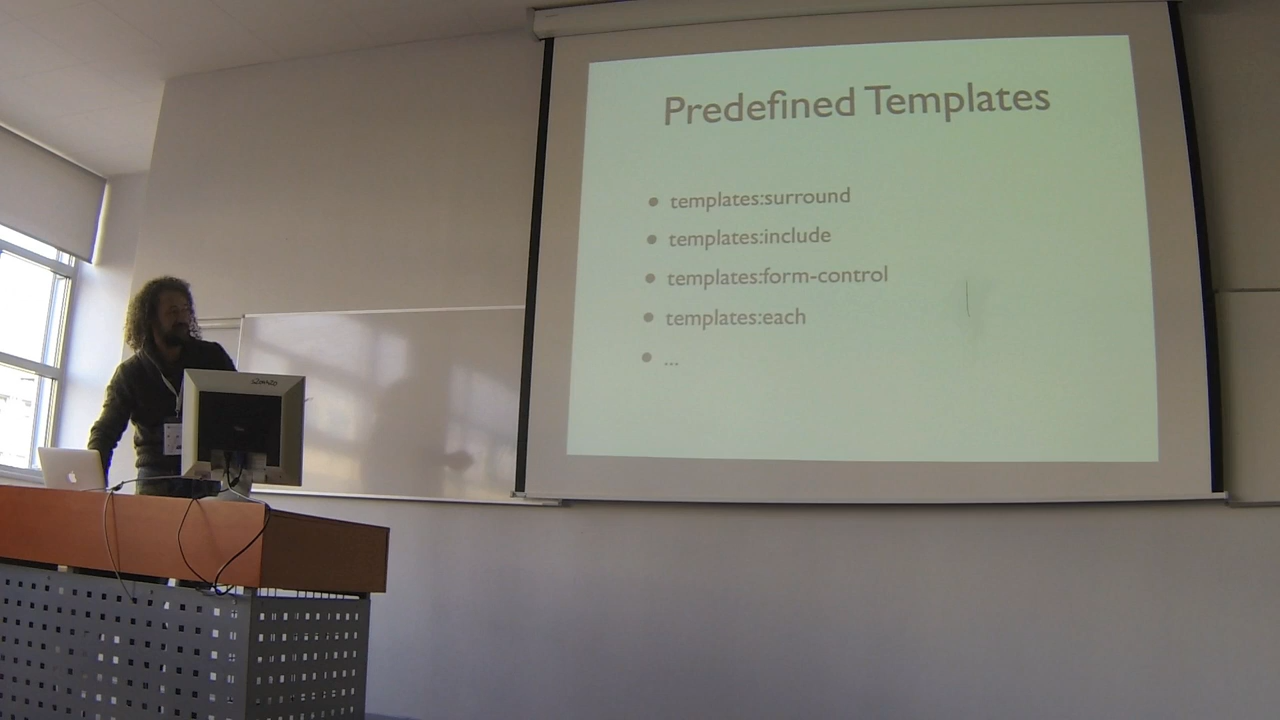 Predefined Templates
• templates:surround
• templates:include
• templates:form-control
• templates:each
• ...